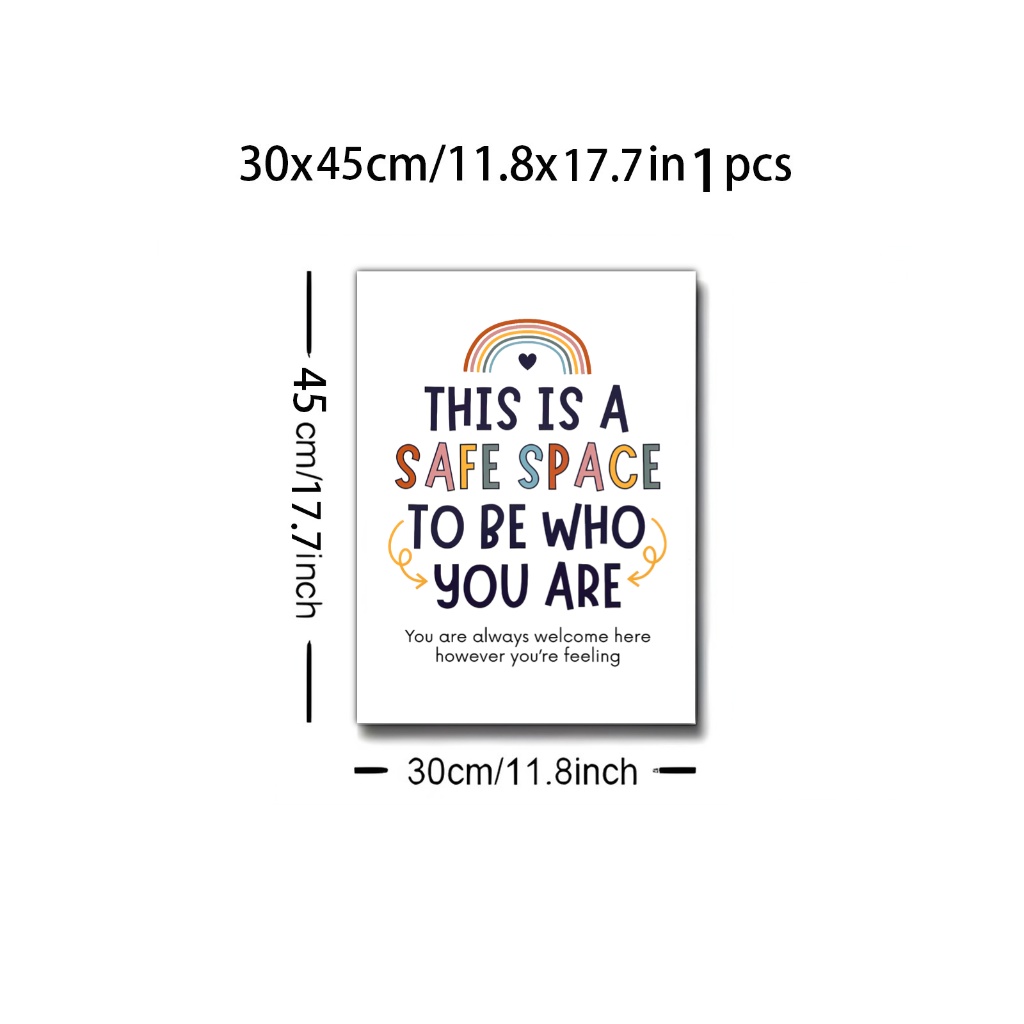 30x45cm/11.8x17.7in 1 pcs
45 cm/17.7inch
THIS IS A
SAFE SPACE
TO BE WHO
YOU ARE
You are always welcome here
however you're feeling
30cm/11.8inch